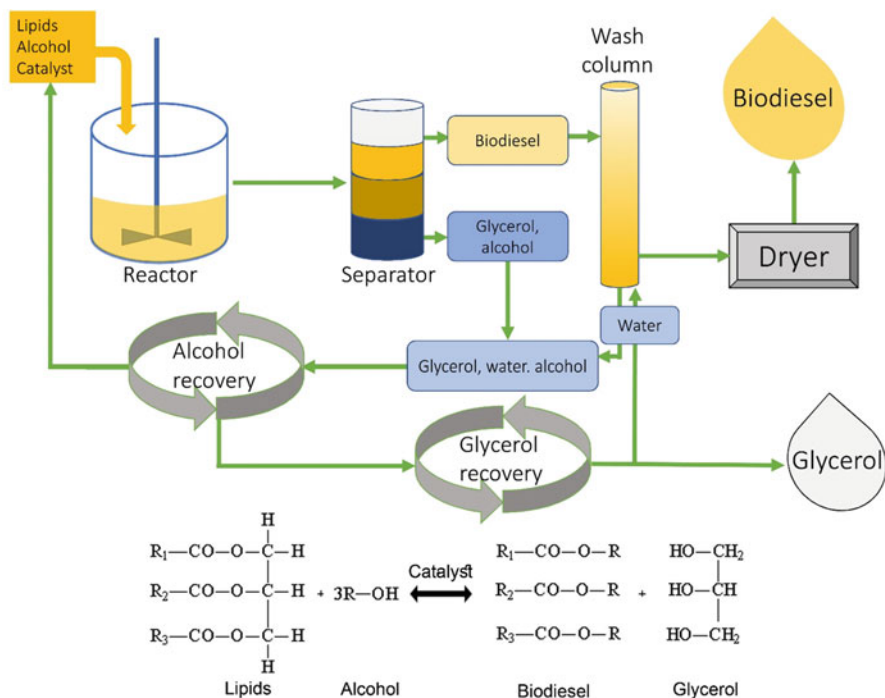 Lipids
Alcohol
Catalyst
Wash
column
Biodiesel
Biodiesel
Glycerol,
alcohol
Reactor
Separator
Dryer
Water
Alcohol
recovery
Glycerol, water. alcohol
Glycerol
recovery
Glycerol
H
R₁—CO—O—C—H
R₂—CO—O—C—H
R₃—CO—O—C—H
H
+ 3R—OH
Catalyst
R₁—CO—O—R
R₂—CO—O—R
R₃—CO—O—R
+
HO—CH₂
HO—CH
HO—CH₂
Lipids Alcohol Biodiesel Glycerol